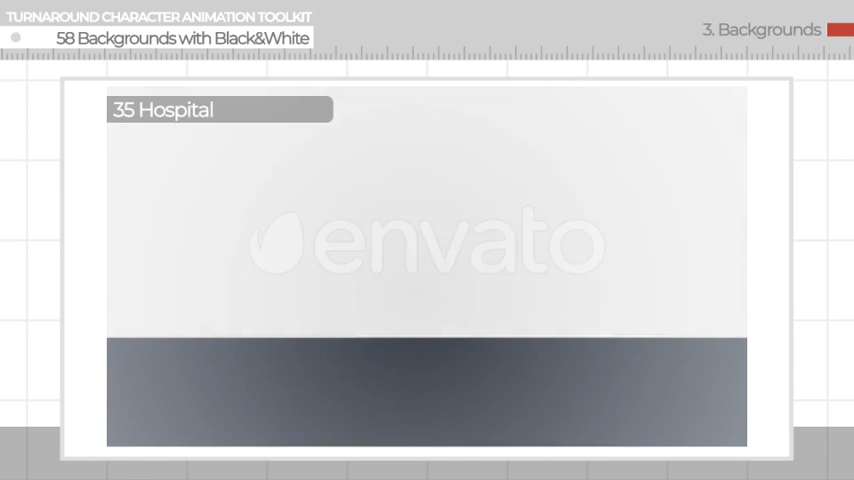 TURNAROUND CHARACTER ANIMATION TOOLKIT
58 Backgrounds with Black&White
3. Backgrounds
35 Hospital
envato